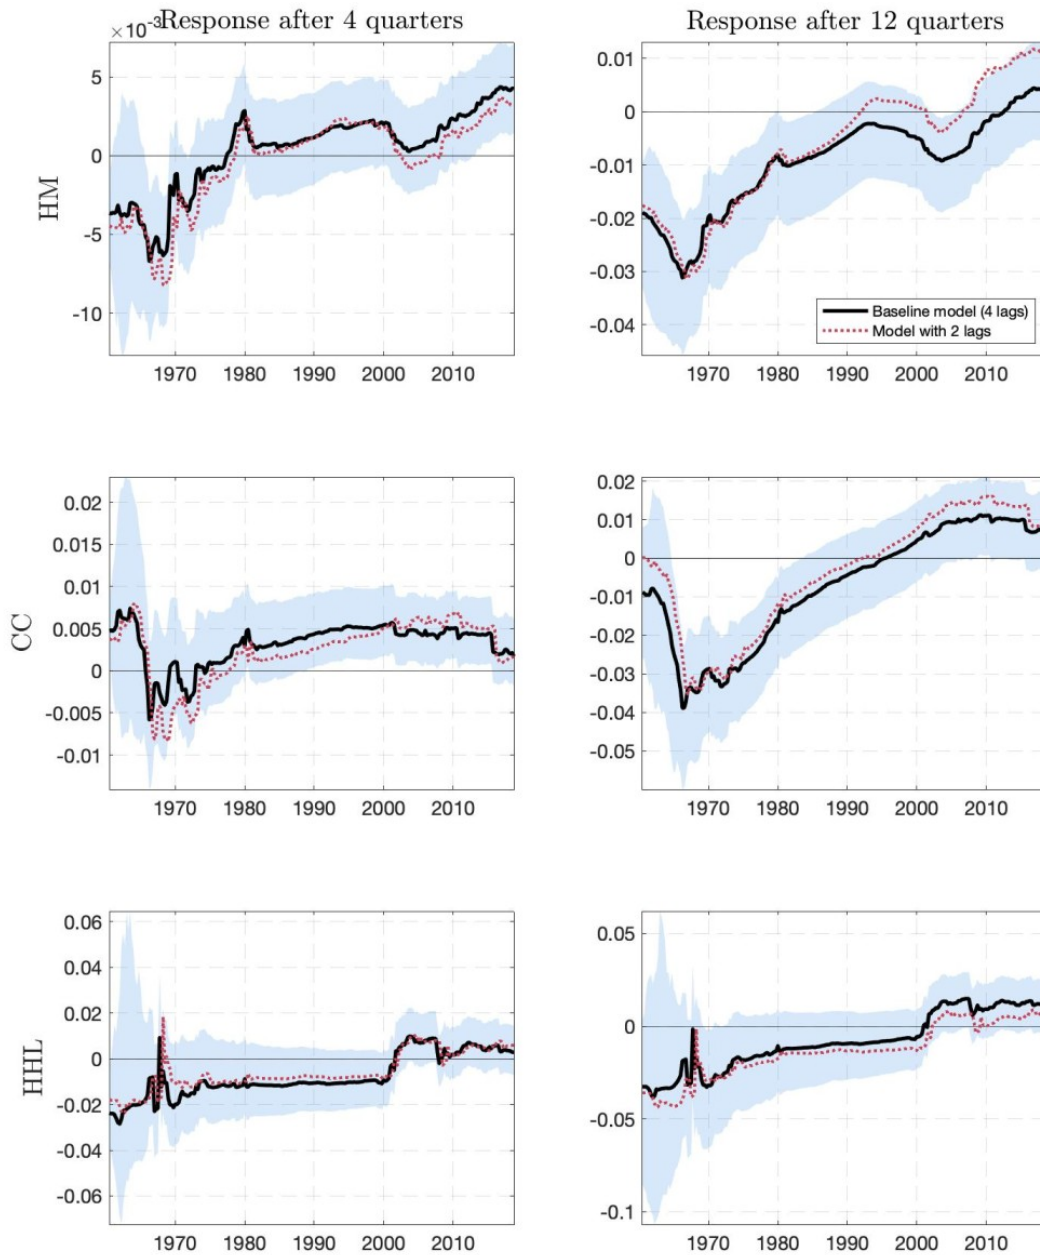 Response after 4 quarters
Response after 12 quarters
×10⁻³
5
0
-5
-10
HM
1970 1980 1990 2000 2010
0.01
0
-0.01
-0.02
-0.03
-0.04
Baseline model (4 lags)
Model with 2 lags
1970 1980 1990 2000 2010
0.02
0.015
0.01
0.005
0
-0.005
-0.01
CC
1970 1980 1990 2000 2010
0.02
0.01
0
-0.01
-0.02
-0.03
-0.04
-0.05
1970 1980 1990 2000 2010
0.06
0.04
0.02
0
-0.02
-0.04
-0.06
HHL
1970 1980 1990 2000 2010
0.05
0
-0.05
-0.1
1970 1980 1990 2000 2010